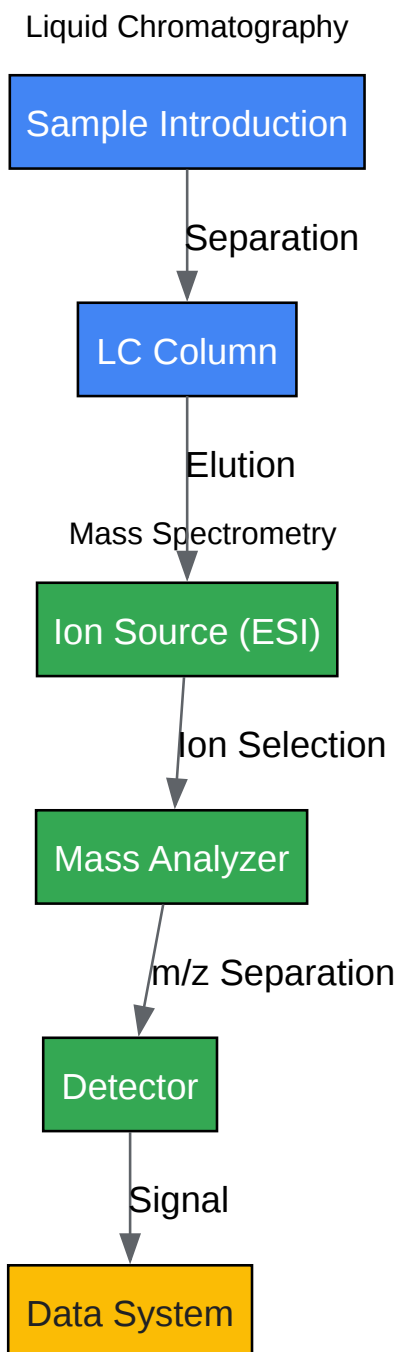 Liquid Chromatography
Sample Introduction
Separation
LC Column
Elution
Mass Spectrometry
Ion Source (ESI)
Ion Selection
Mass Analyzer
m/z Separation
Detector
Signal
Data System